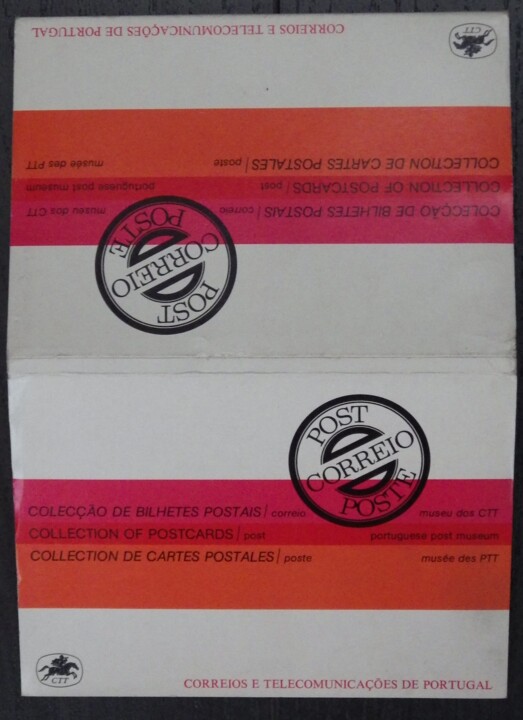 CORREIOS E TELECOMUNICAÇÕES DE PORTUGAL
CTT
COLLECTION DE CARTES POSTALES / poste musée des PTT
COLLECTION OF POSTCARDS / post portuguese post museum
COLECÇÃO DE BILHETES POSTAIS / correio museu dos CTT
POST
CORREIO
POSTE
POST
CORREIO
POSTE
COLECÇÃO DE BILHETES POSTAIS / correio museu dos CTT
COLLECTION OF POSTCARDS / post portuguese post museum
COLLECTION DE CARTES POSTALES / poste musée des PTT
CTT
CORREIOS E TELECOMUNICAÇÕES DE PORTUGAL